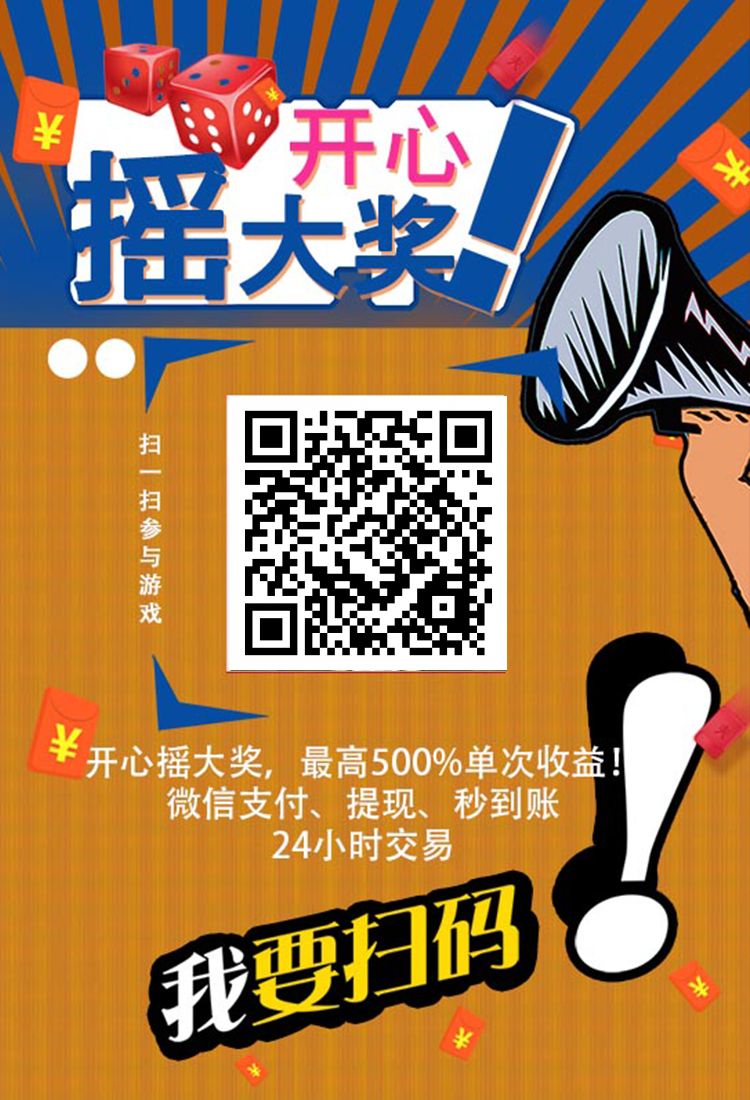 开心
摇大奖!
扫一扫参与游戏
开心摇大奖，最高500%单次收益！
微信支付、提现、秒到账
24小时交易
我要扫码